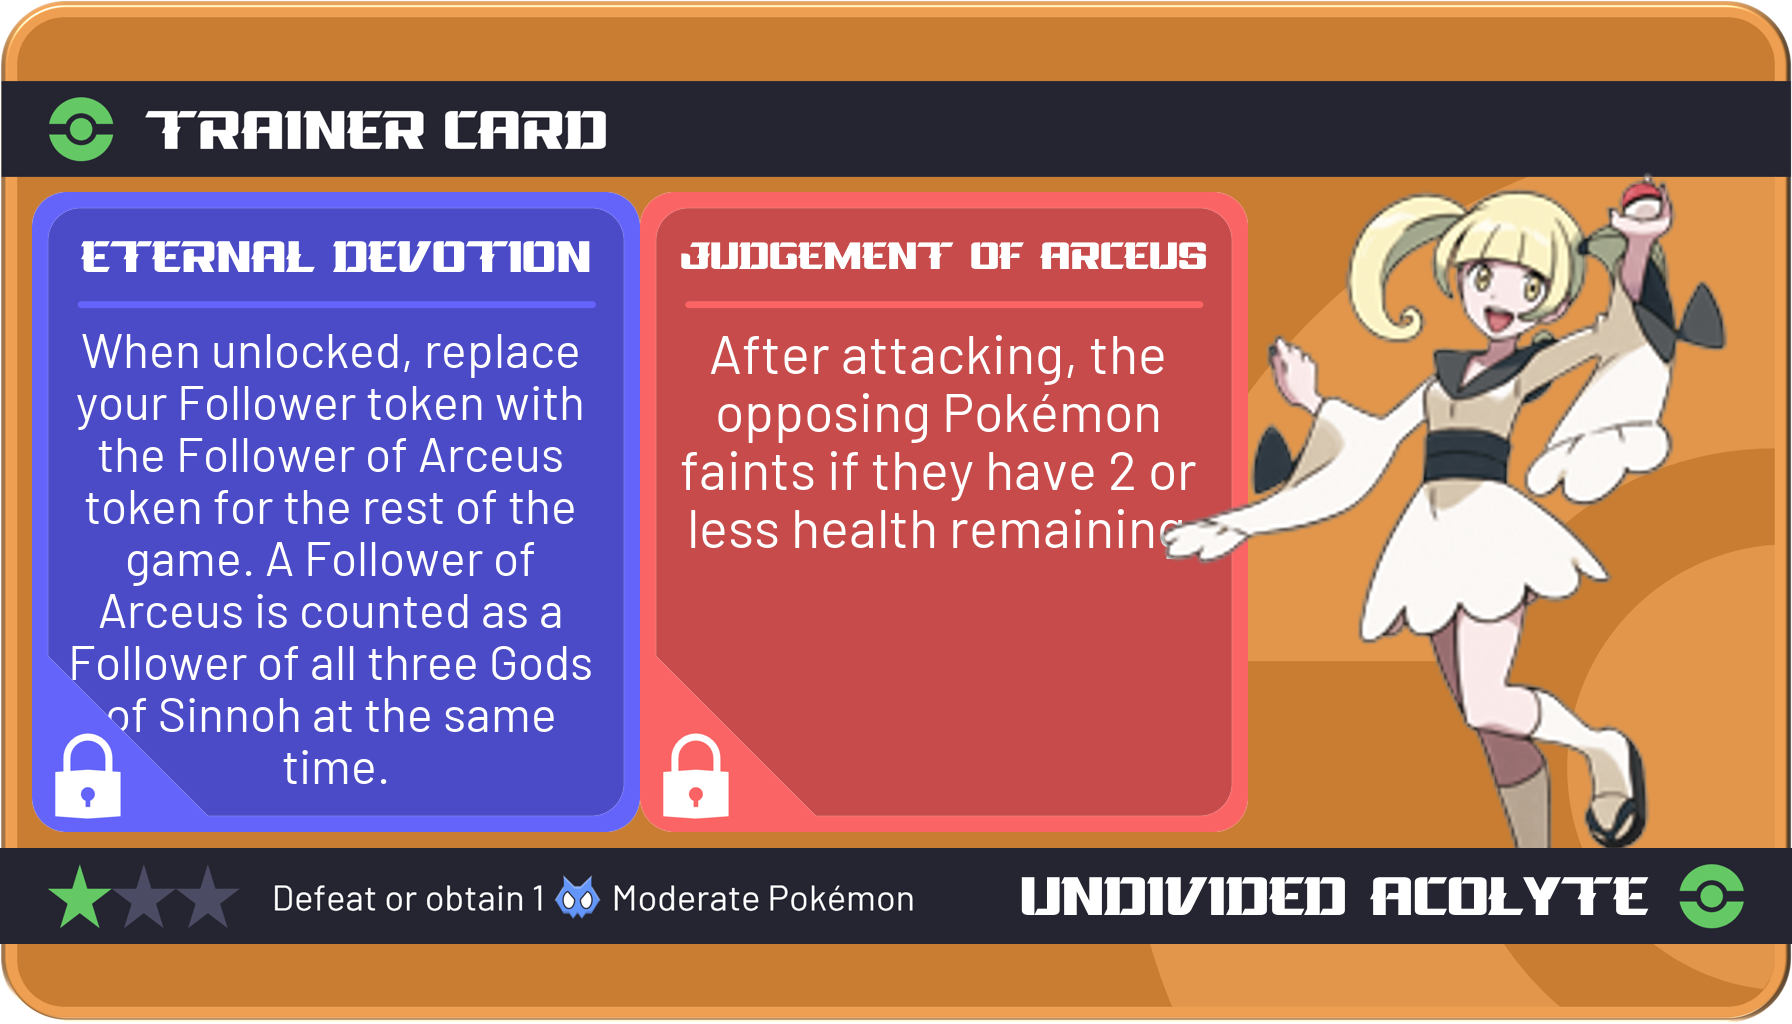 TRAINER CARD
ETERNAL DEVOTION
When unlocked, replace
your Follower token with
the Follower of Arceus
token for the rest of the
game. A Follower of
Arceus is counted as a
Follower of all three Gods
of Sinnoh at the same
time.
JUDGEMENT OF ARCEUS
After attacking, the
opposing Pokémon
faints if they have 2 or
less health remaining
Defeat or obtain 1 Moderate Pokémon
UNDIVIDED ACOLYTE